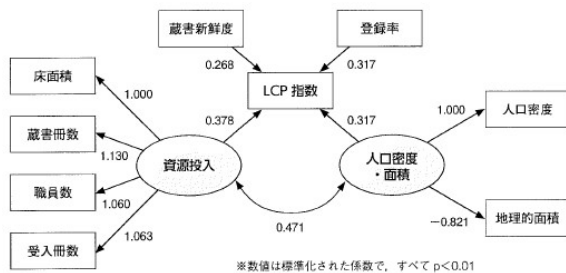 蔵書新鮮度
登録率
0.268
0.317
床面積
LCP 指数
1.000
0.378
0.317
1.000
人口密度
蔵書冊数
1.130
資源投入
人口密度
・面積
職員数
1.060
-0.821
地理的面積
0.471
1.063
受入冊数
※数値は標準化された係数で，すべて p<0.01